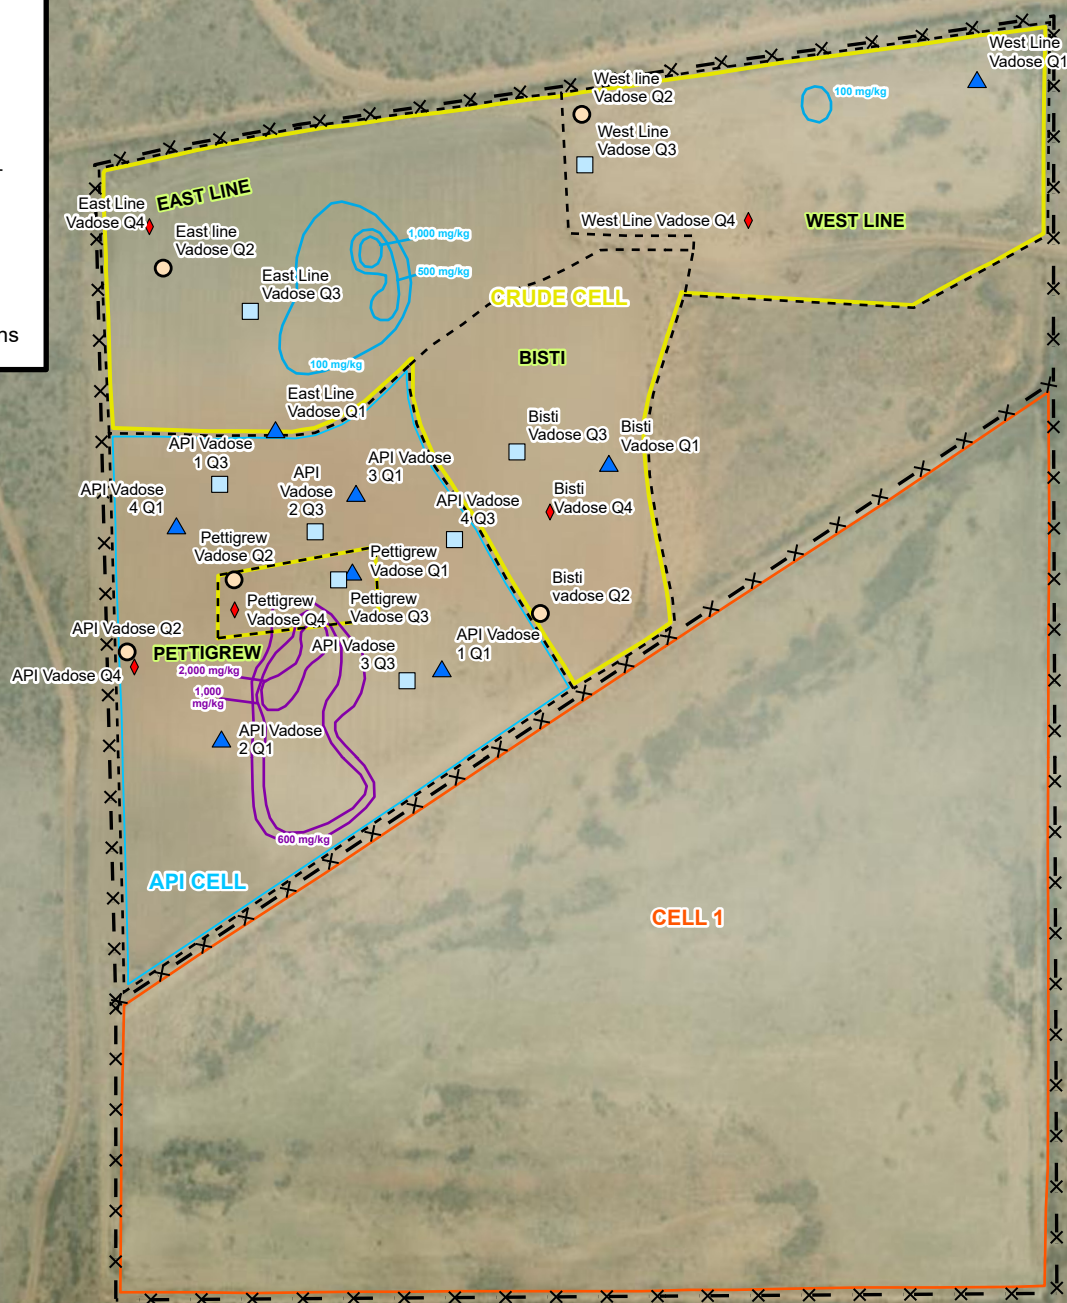 ns
West Line
Vadose Q1
West line
Vadose Q2
100 mg/kg
West Line
Vadose Q3
EAST LINE
East Line
Vadose Q4
West Line Vadose Q4
WEST LINE
East line
Vadose Q2
1,000 mg/kg
500 mg/kg
East Line
Vadose Q3
CRUDE CELL
100 mg/kg
BISTI
East Line
Vadose Q1
Bisti
Vadose Q3
Bisti
Vadose Q1
API Vadose
1 Q3
API Vadose
3 Q1
API
Vadose
2 Q3
API Vadose
4 Q1
API Vadose
4 Q3
Bisti
Vadose Q4
Pettigrew
Vadose Q2
Pettigrew
Vadose Q1
Bisti
vadose Q2
Pettigrew
Vadose Q4
Pettigrew
Vadose Q3
API Vadose Q2
API Vadose
1 Q1
API Vadose
3 Q3
PETTIGREW
2,000 mg/kg
API Vadose Q4
1,000
mg/kg
API Vadose
2 Q1
600 mg/kg
API CELL
CELL 1